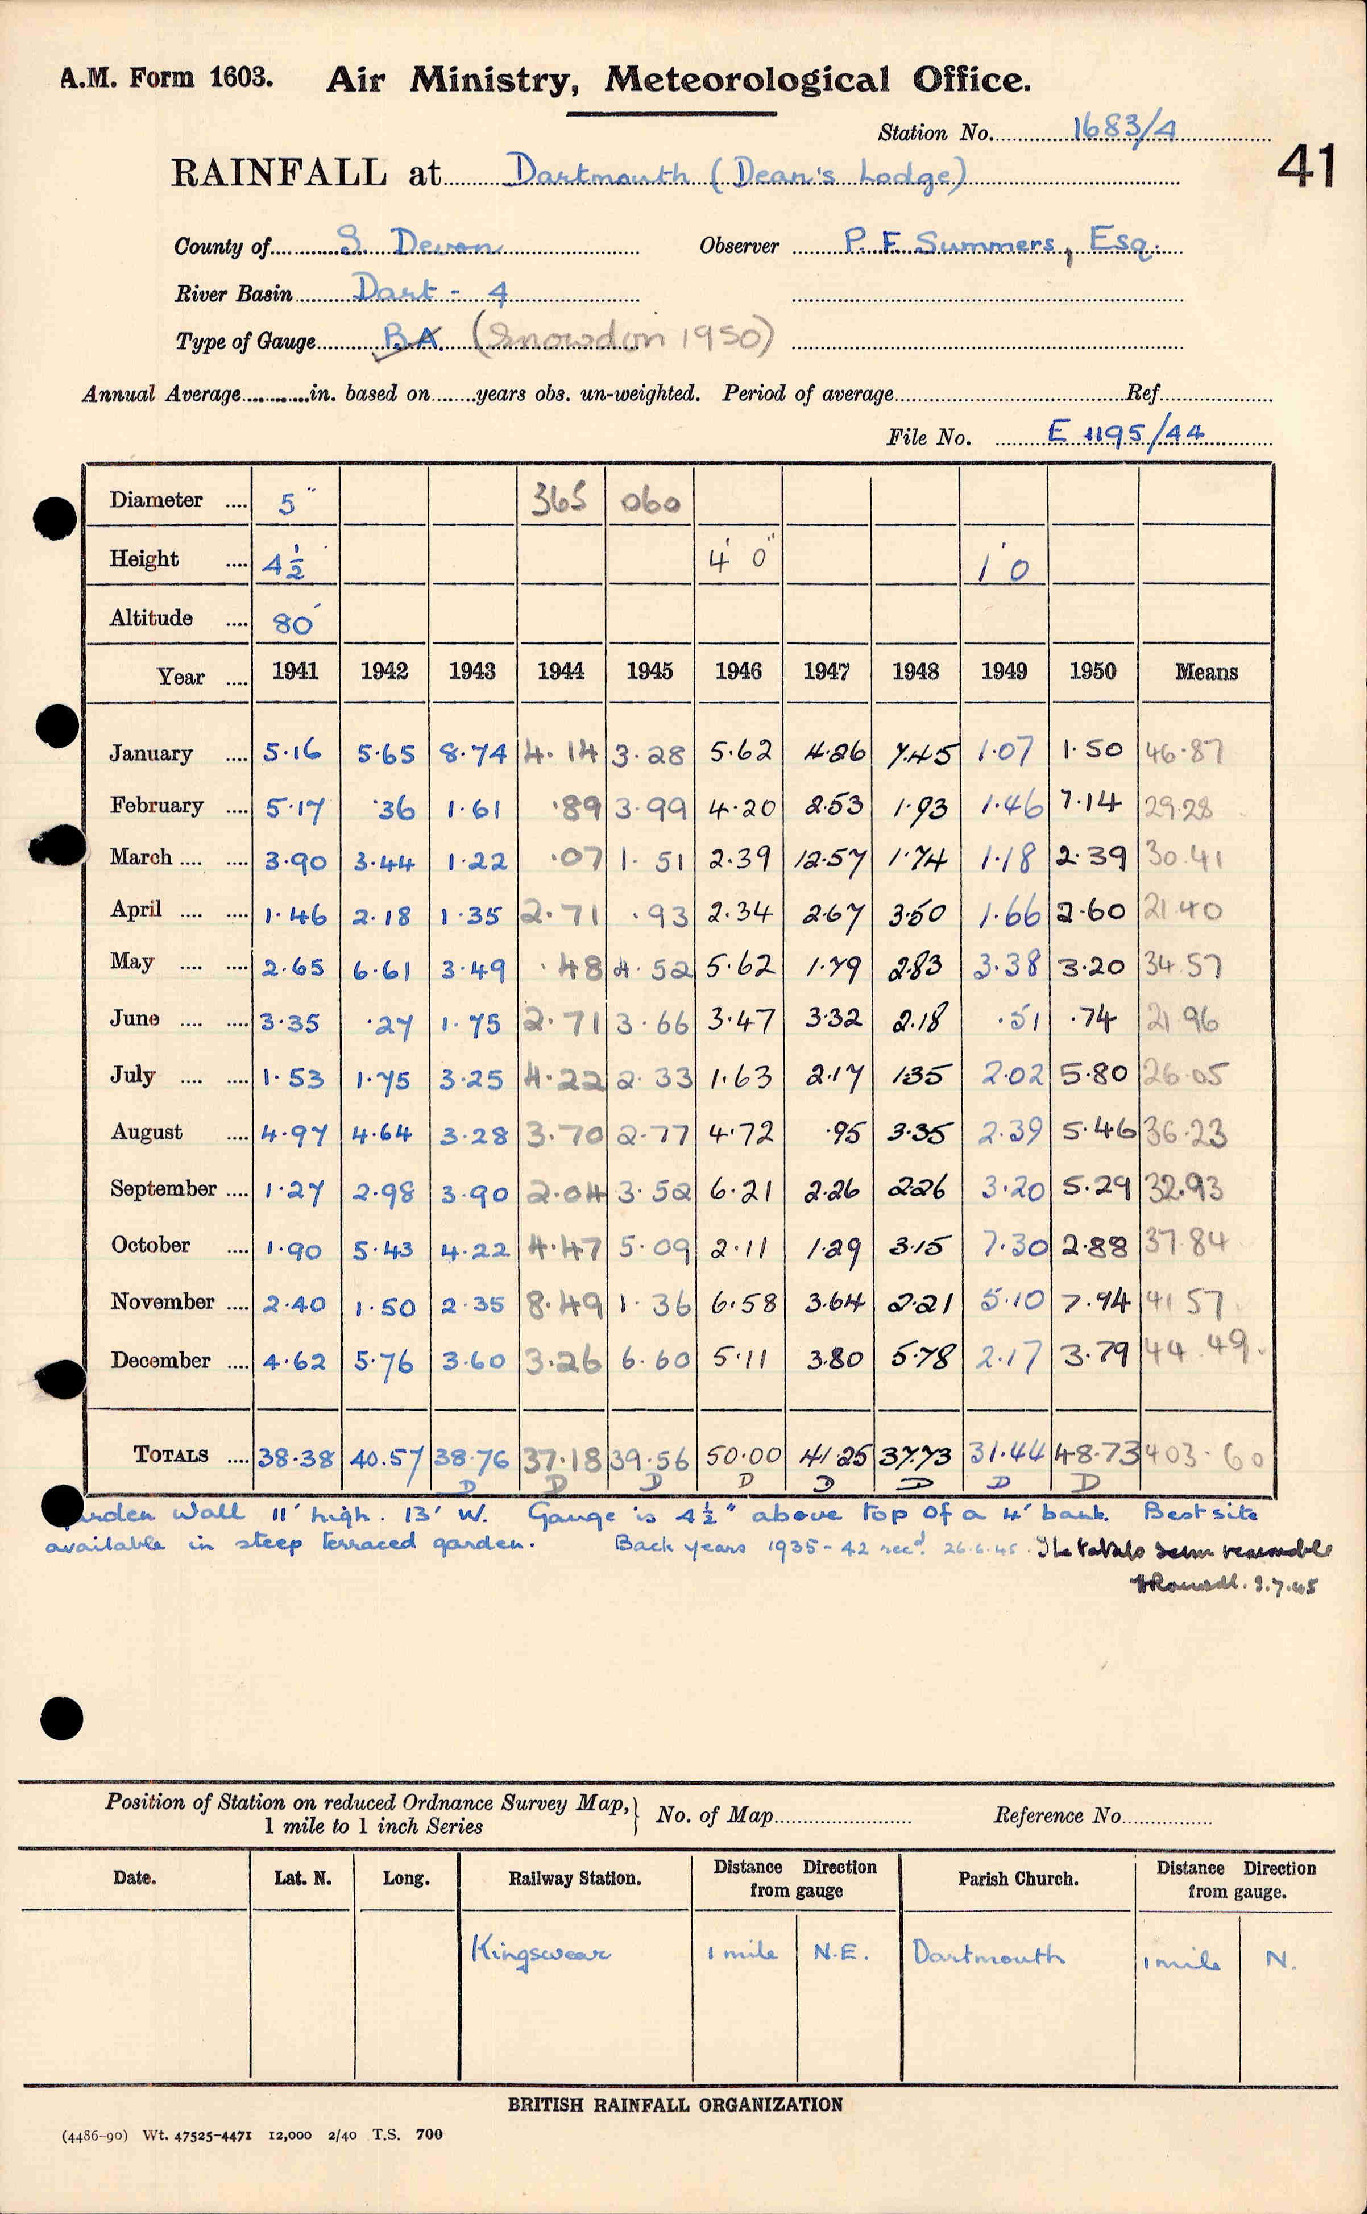 A.M. Form 1603. Air Ministry, Meteorological Office.
Station No. 1683/4
41
RAINFALL at Dartmouth (Dean's Lodge)
County of S. Devon Observer P. F. Summers, Esq.
River Basin Dart - 4
Type of Gauge B.A. (Snowdon 1950)
Annual Average in. based on years obs. un-weighted. Period of average Ref.
File No. E 1195/44
Diameter .... 5" 365 060
Height .... 4½ 4' 0" 1' 0
Altitude .... 80'
Year .... 1941 1942 1943 1944 1945 1946 1947 1948 1949 1950 Means
January .... 5.16 5.65 8.74 4.14 3.28 5.62 4.26 7.45 1.07 1.50 46.87
February .... 5.17 .36 1.61 .89 3.99 4.20 2.53 1.93 1.46 7.14 29.28
March .... .... 3.90 3.44 1.22 .07 1.51 2.39 12.57 1.74 1.18 2.39 30.41
April .... .... 1.46 2.18 1.35 2.71 .93 2.34 2.67 3.50 1.66 2.60 21.40
May .... .... 2.65 6.61 3.49 .48 4.52 5.62 1.79 2.83 3.38 3.20 34.57
June .... .... 3.35 .27 1.75 2.71 3.66 3.47 3.32 2.18 .51 .74 21.96
July .... .... 1.53 1.75 3.25 4.22 2.33 1.63 2.17 1.35 2.02 5.80 26.05
August .... 4.97 4.64 3.28 3.70 2.77 4.72 .95 3.35 2.39 5.46 36.23
September .... 1.27 2.98 3.90 2.04 3.52 6.21 2.26 2.26 3.20 5.29 32.93
October .... 1.90 5.43 4.22 4.47 5.09 2.11 1.29 3.15 7.30 2.88 37.84
November .... 2.40 1.50 2.35 8.49 1.36 6.58 3.64 2.21 5.10 7.94 41.57
December .... 4.62 5.76 3.60 3.26 6.60 5.11 3.80 5.78 2.17 3.79 44.49
TOTALS .... 38.38 40.57 38.76 37.18 39.56 50.00 41.25 37.73 31.44 48.73 403.60
D D D D D D D D
arden wall 11' high. 13' W. Gauge is 4½" above top of a 4' bank. Best site
available in steep terraced garden. Back years 1935-42 recd. 26.6.45. The totals seem reasonable
2.7.45
Position of Station on reduced Ordnance Survey Map, No. of Map Reference No.
1 mile to 1 inch Series
Date. Lat. N. Long. Railway Station. Distance Direction from gauge Parish Church. Distance Direction from gauge.
Kingswear 1 mile N.E. Dartmouth 1 mile N.
BRITISH RAINFALL ORGANIZATION
(4486-90) Wt. 47525-4471 12,000 2/40 T.S. 700